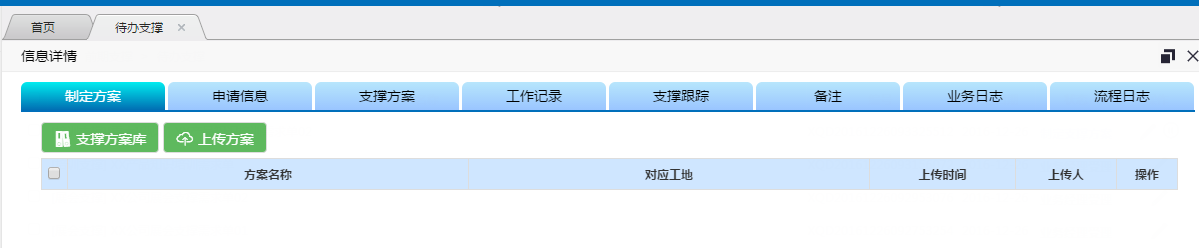 首页 待办支撑
信息详情
制定方案 申请信息 支撑方案 工作记录 支撑跟踪 备注 业务日志 流程日志
支撑方案库 上传方案
方案名称 对应工地 上传时间 上传人 操作